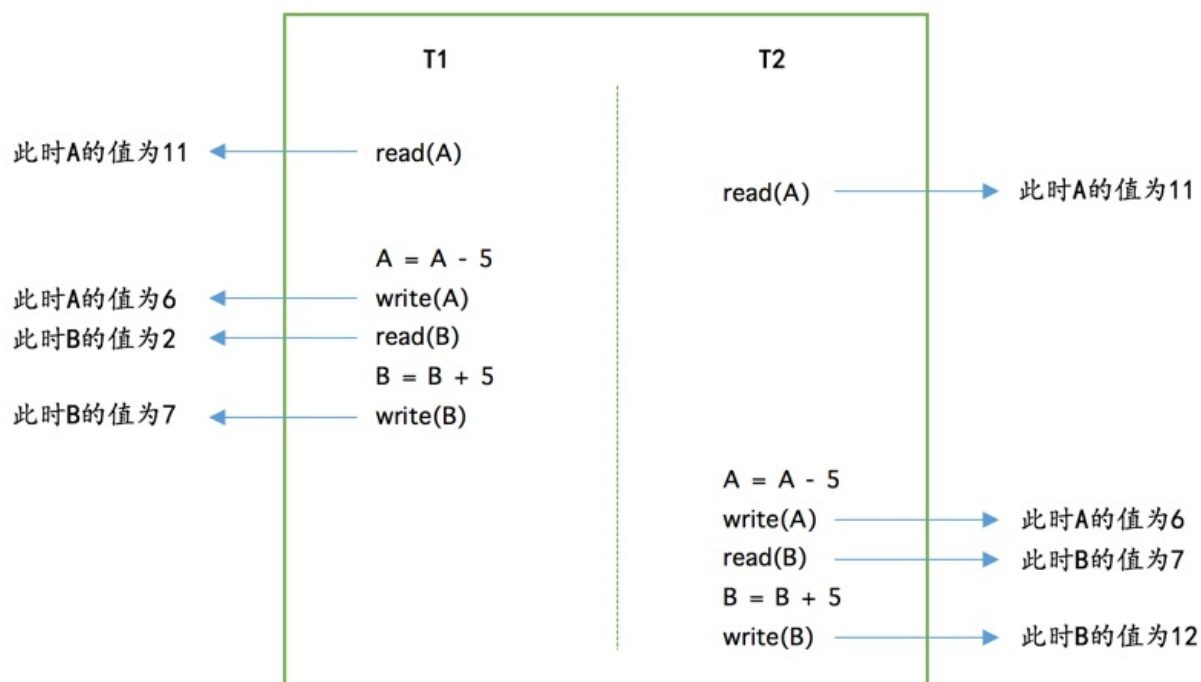 T1 T2
此时A的值为11 read(A)
read(A) 此时A的值为11
A = A - 5
此时A的值为6 write(A)
此时B的值为2 read(B)
B = B + 5
此时B的值为7 write(B)
A = A - 5
write(A) 此时A的值为6
read(B) 此时B的值为7
B = B + 5
write(B) 此时B的值为12